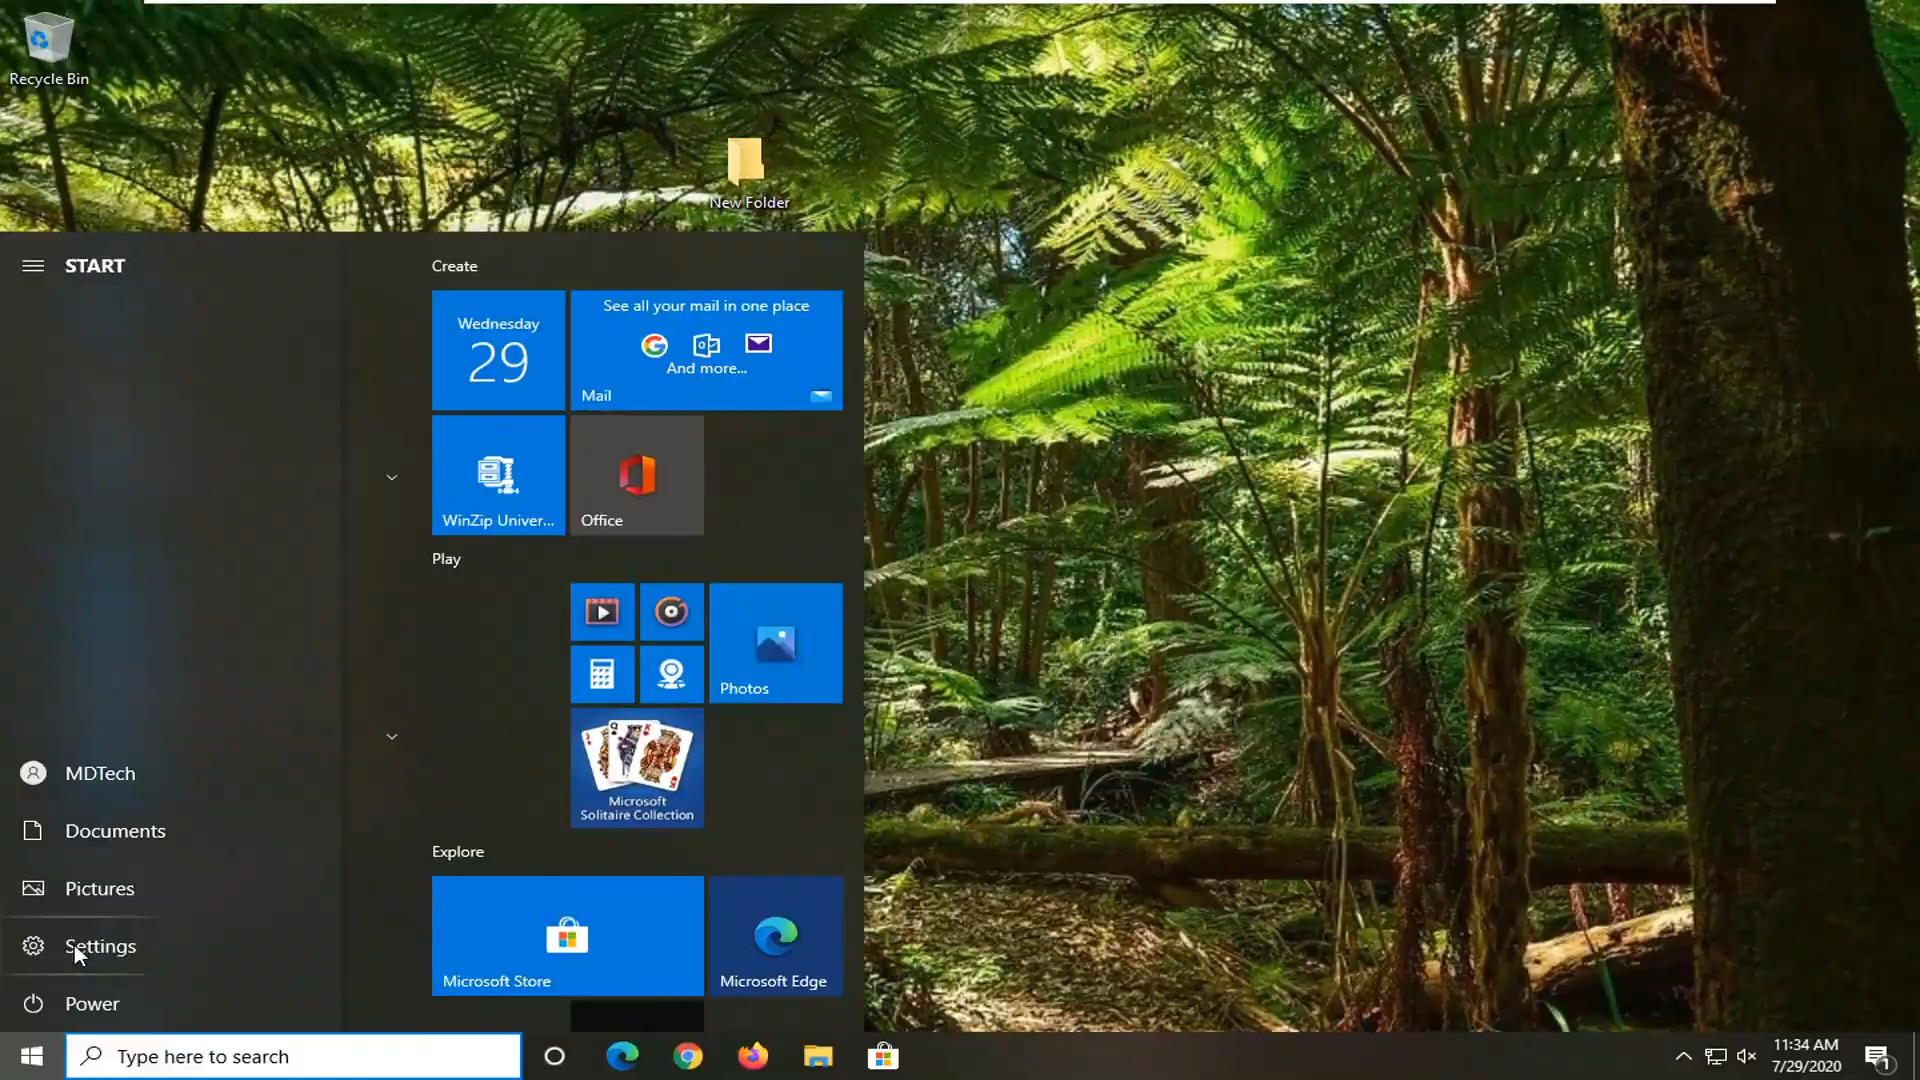 Recycle Bin
New Folder
START
Create
Wednesday
29
See all your mail in one place
And more...
Mail
WinZip Univer...
Office
Play
Photos
Microsoft
Solitaire Collection
MDTech
Documents
Pictures
Settings
Power
Explore
Microsoft Store
Microsoft Edge
Type here to search
11:34 AM
7/29/2020
1